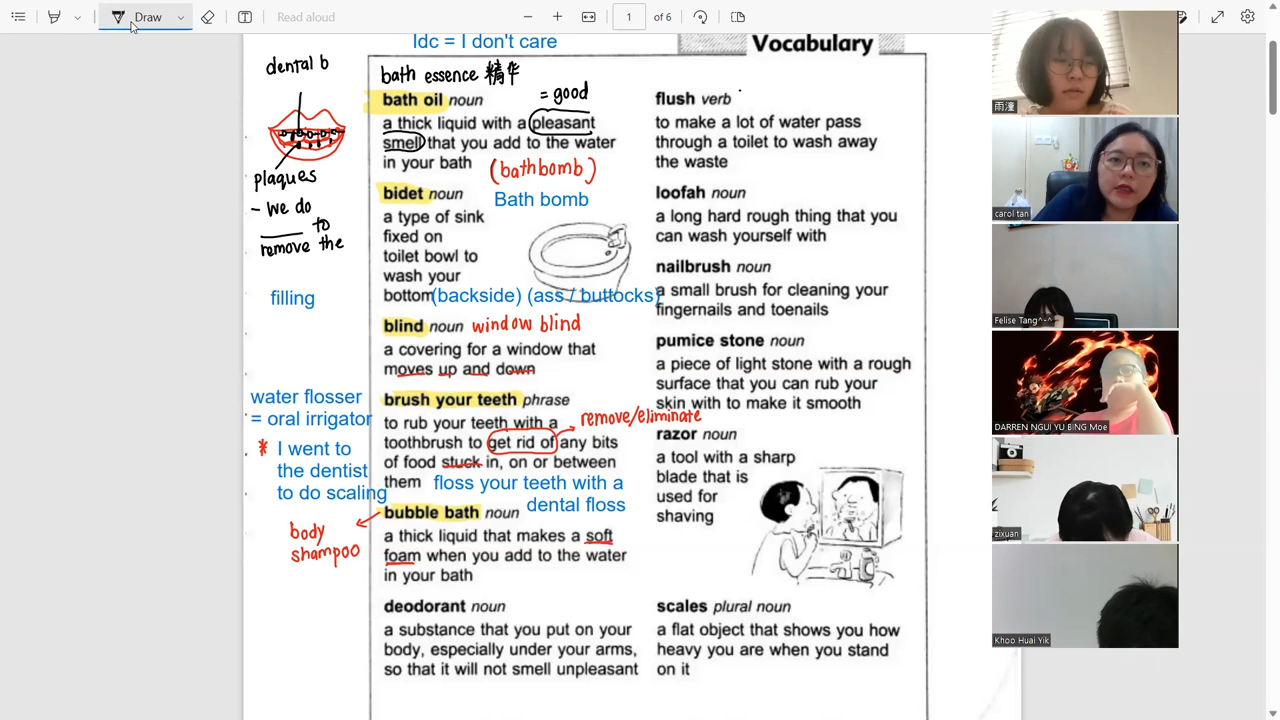 Draw
Read aloud
1 of 6
Idc = I don't care
Vocabulary
dental b
plaques
- we do
____ to
remove the
filling
water flosser
= oral irrigator
* I went to
the dentist
to do scaling
body
shampoo
bath essence 精华
bath oil noun
= good
a thick liquid with a pleasant
smell that you add to the water
in your bath
(bathbomb)
Bath bomb
bidet noun
a type of sink
fixed on
toilet bowl to
wash your
bottom (backside) (ass / buttocks)
blind noun window blind
a covering for a window that
moves up and down
brush your teeth phrase
to rub your teeth with a
remove/eliminate
toothbrush to get rid of any bits
of food stuck in, on or between
them floss your teeth with a
dental floss
bubble bath noun
a thick liquid that makes a soft
foam when you add to the water
in your bath
deodorant noun
a substance that you put on your
body, especially under your arms,
so that it will not smell unpleasant
flush verb
to make a lot of water pass
through a toilet to wash away
the waste
loofah noun
a long hard rough thing that you
can wash yourself with
nailbrush noun
a small brush for cleaning your
fingernails and toenails
pumice stone noun
a piece of light stone with a rough
surface that you can rub your
skin with to make it smooth
razor noun
a tool with a sharp
blade that is
used for
shaving
scales plural noun
a flat object that shows you how
heavy you are when you stand
on it
雨潼
carol tan
Felise Tang^-^
DARREN NGUI YU BING Moe
zixuan
Khoo Huai Yik